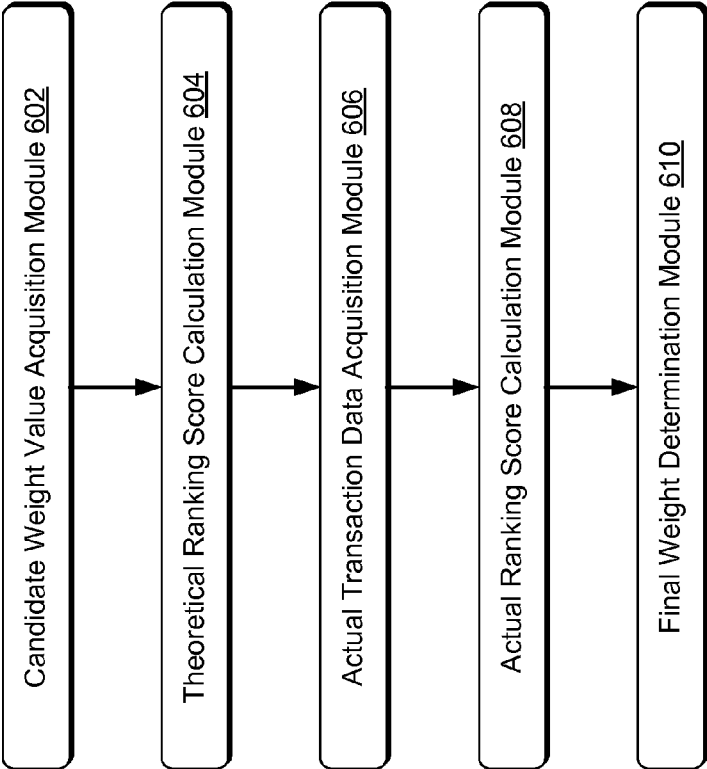 Candidate Weight Value Acquisition Module 602
Theoretical Ranking Score Calculation Module 604
Actual Transaction Data Acquisition Module 606
Actual Ranking Score Calculation Module 608
Final Weight Determination Module 610